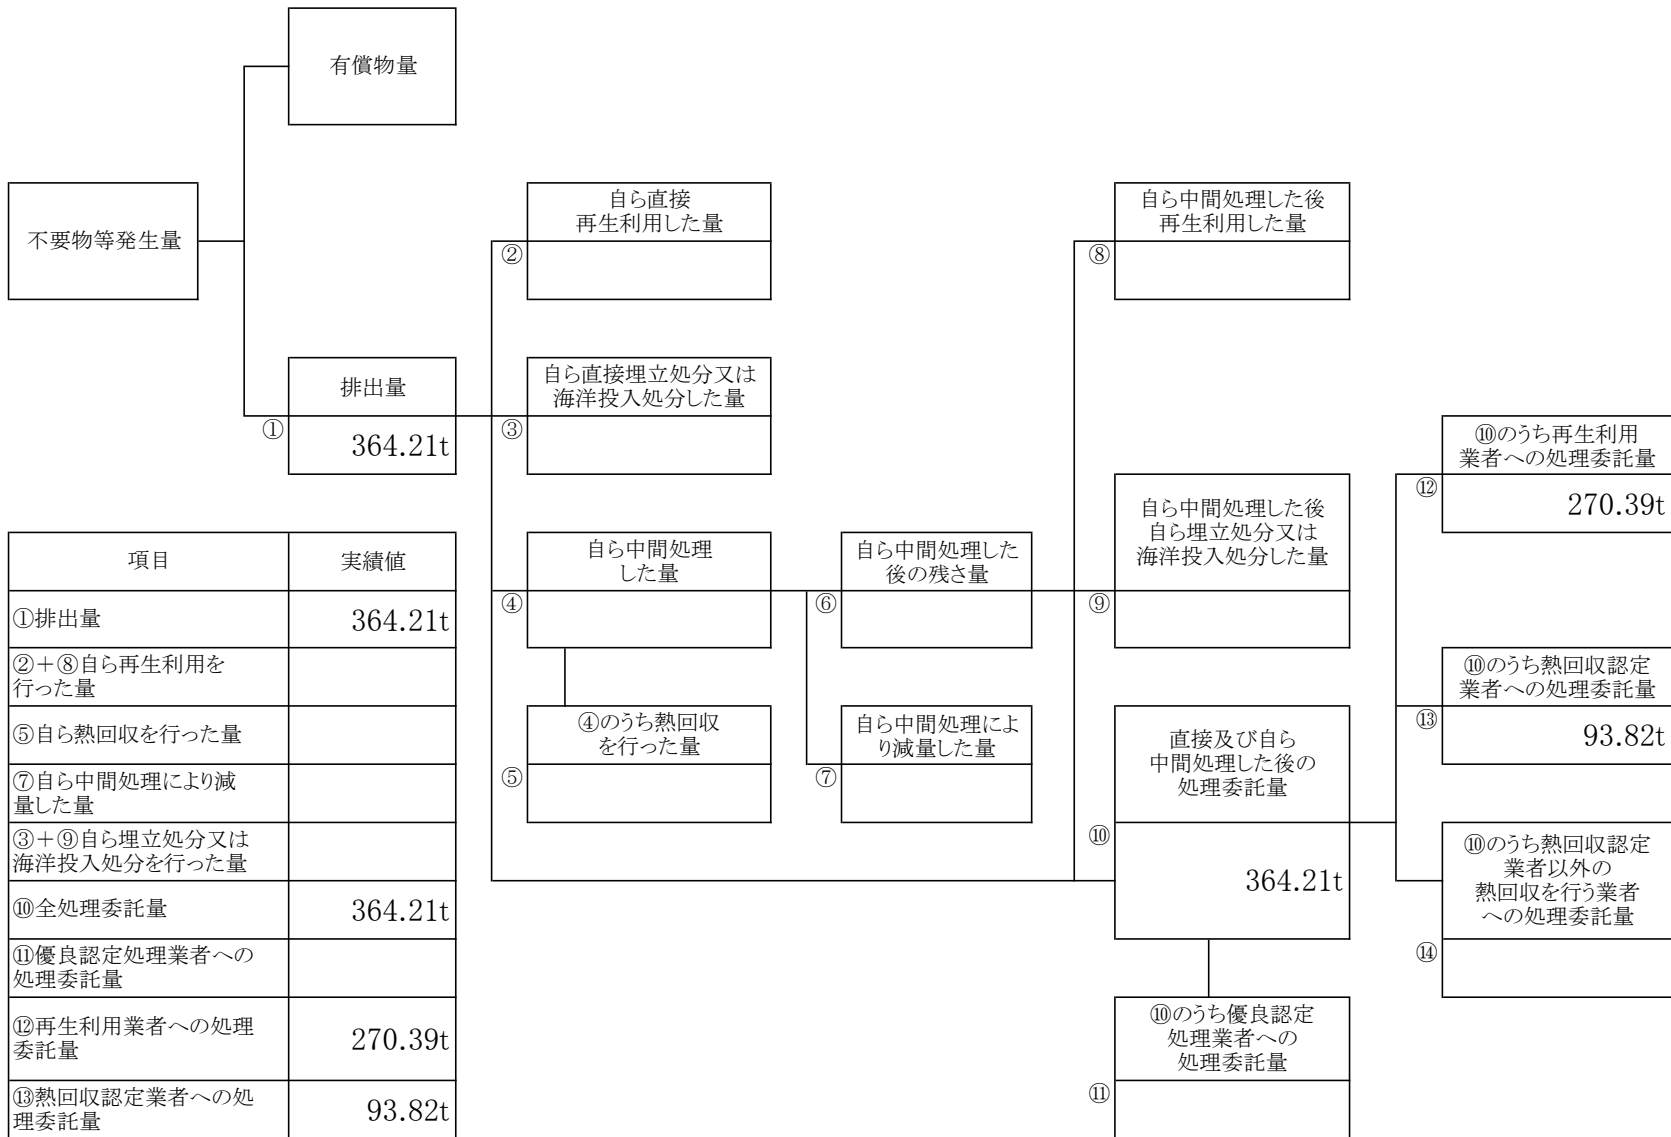 有償物量
不要物等発生量
自ら直接
再生利用した量
②
自ら中間処理した後
再生利用した量
⑧
排出量
①
364.21t
自ら直接埋立処分又は
海洋投入処分した量
③
自ら中間処理
した量
④
自ら中間処理した
後の残さ量
⑥
自ら中間処理した後
自ら埋立処分又は
海洋投入処分した量
⑨
⑩のうち再生利用
業者への処理委託量
⑫
270.39t
④のうち熱回収
を行った量
⑤
自ら中間処理によ
り減量した量
⑦
直接及び自ら
中間処理した後の
処理委託量
⑩
364.21t
⑩のうち熱回収認定
業者への処理委託量
⑬
93.82t
⑩のうち熱回収認定
業者以外の
熱回収を行う業者
への処理委託量
⑭
⑩のうち優良認定
処理業者への
処理委託量
⑪
項目 実績値
①排出量 364.21t
②＋⑧自ら再生利用を
行った量
⑤自ら熱回収を行った量
⑦自ら中間処理により減
量した量
③＋⑨自ら埋立処分又は
海洋投入処分を行った量
⑩全処理委託量 364.21t
⑪優良認定処理業者への
処理委託量
⑫再生利用業者への処理
委託量 270.39t
⑬熱回収認定業者への処
理委託量 93.82t